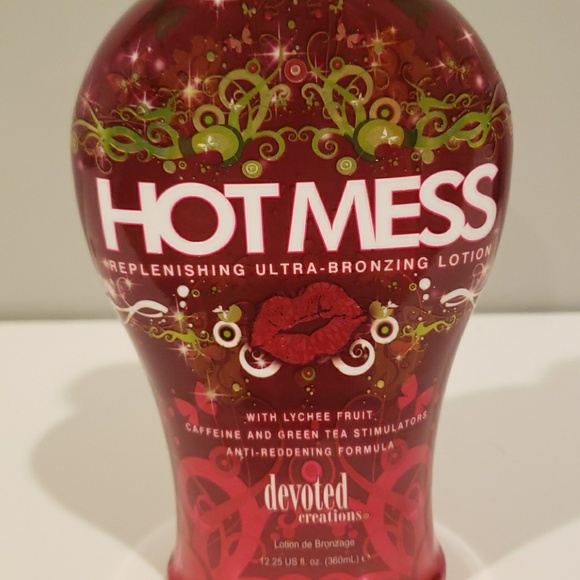 HOT MESS
REPLENISHING ULTRA-BRONZING LOTION
WITH LYCHEE FRUIT,
CAFFEINE AND GREEN TEA STIMULATORS
ANTI-REDDENING FORMULA
devoted
creations
Lotion de Bronzage
12.25 US fl. oz. (360mL) e